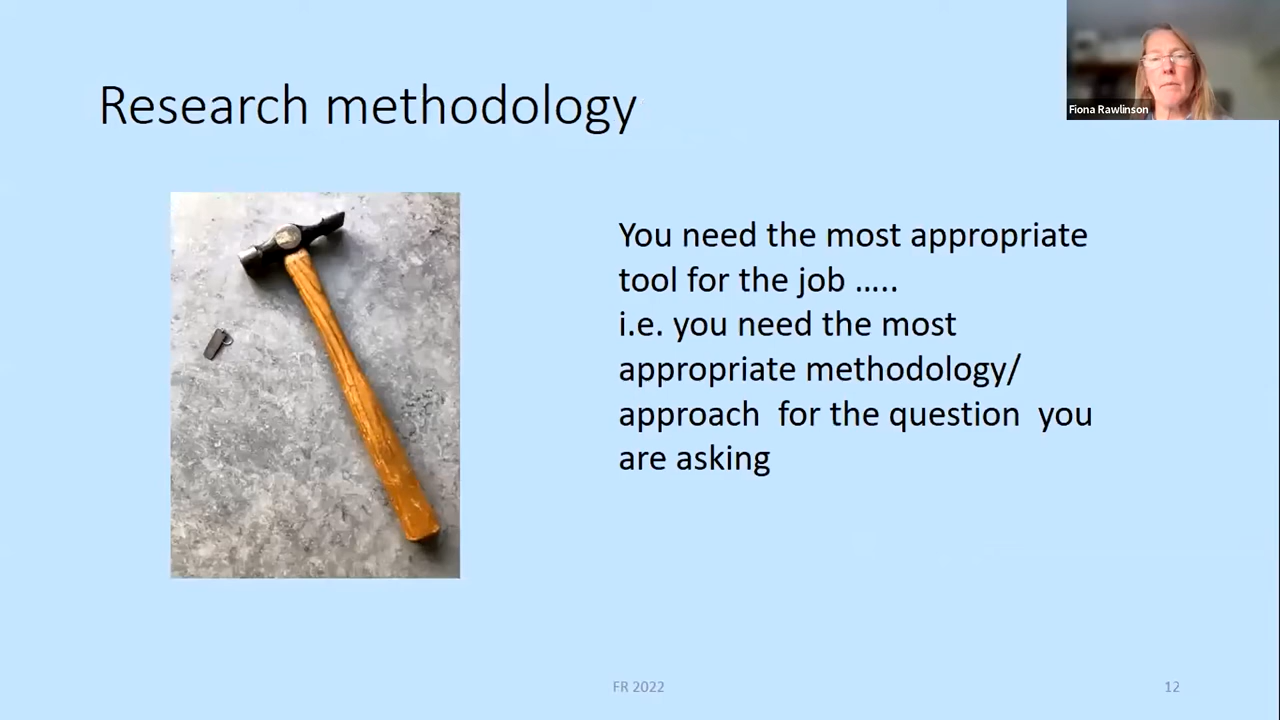 Research methodology
Fiona Rawlinson
You need the most appropriate
tool for the job …..
i.e. you need the most
appropriate methodology/
approach  for the question  you
are asking
FR 2022
12